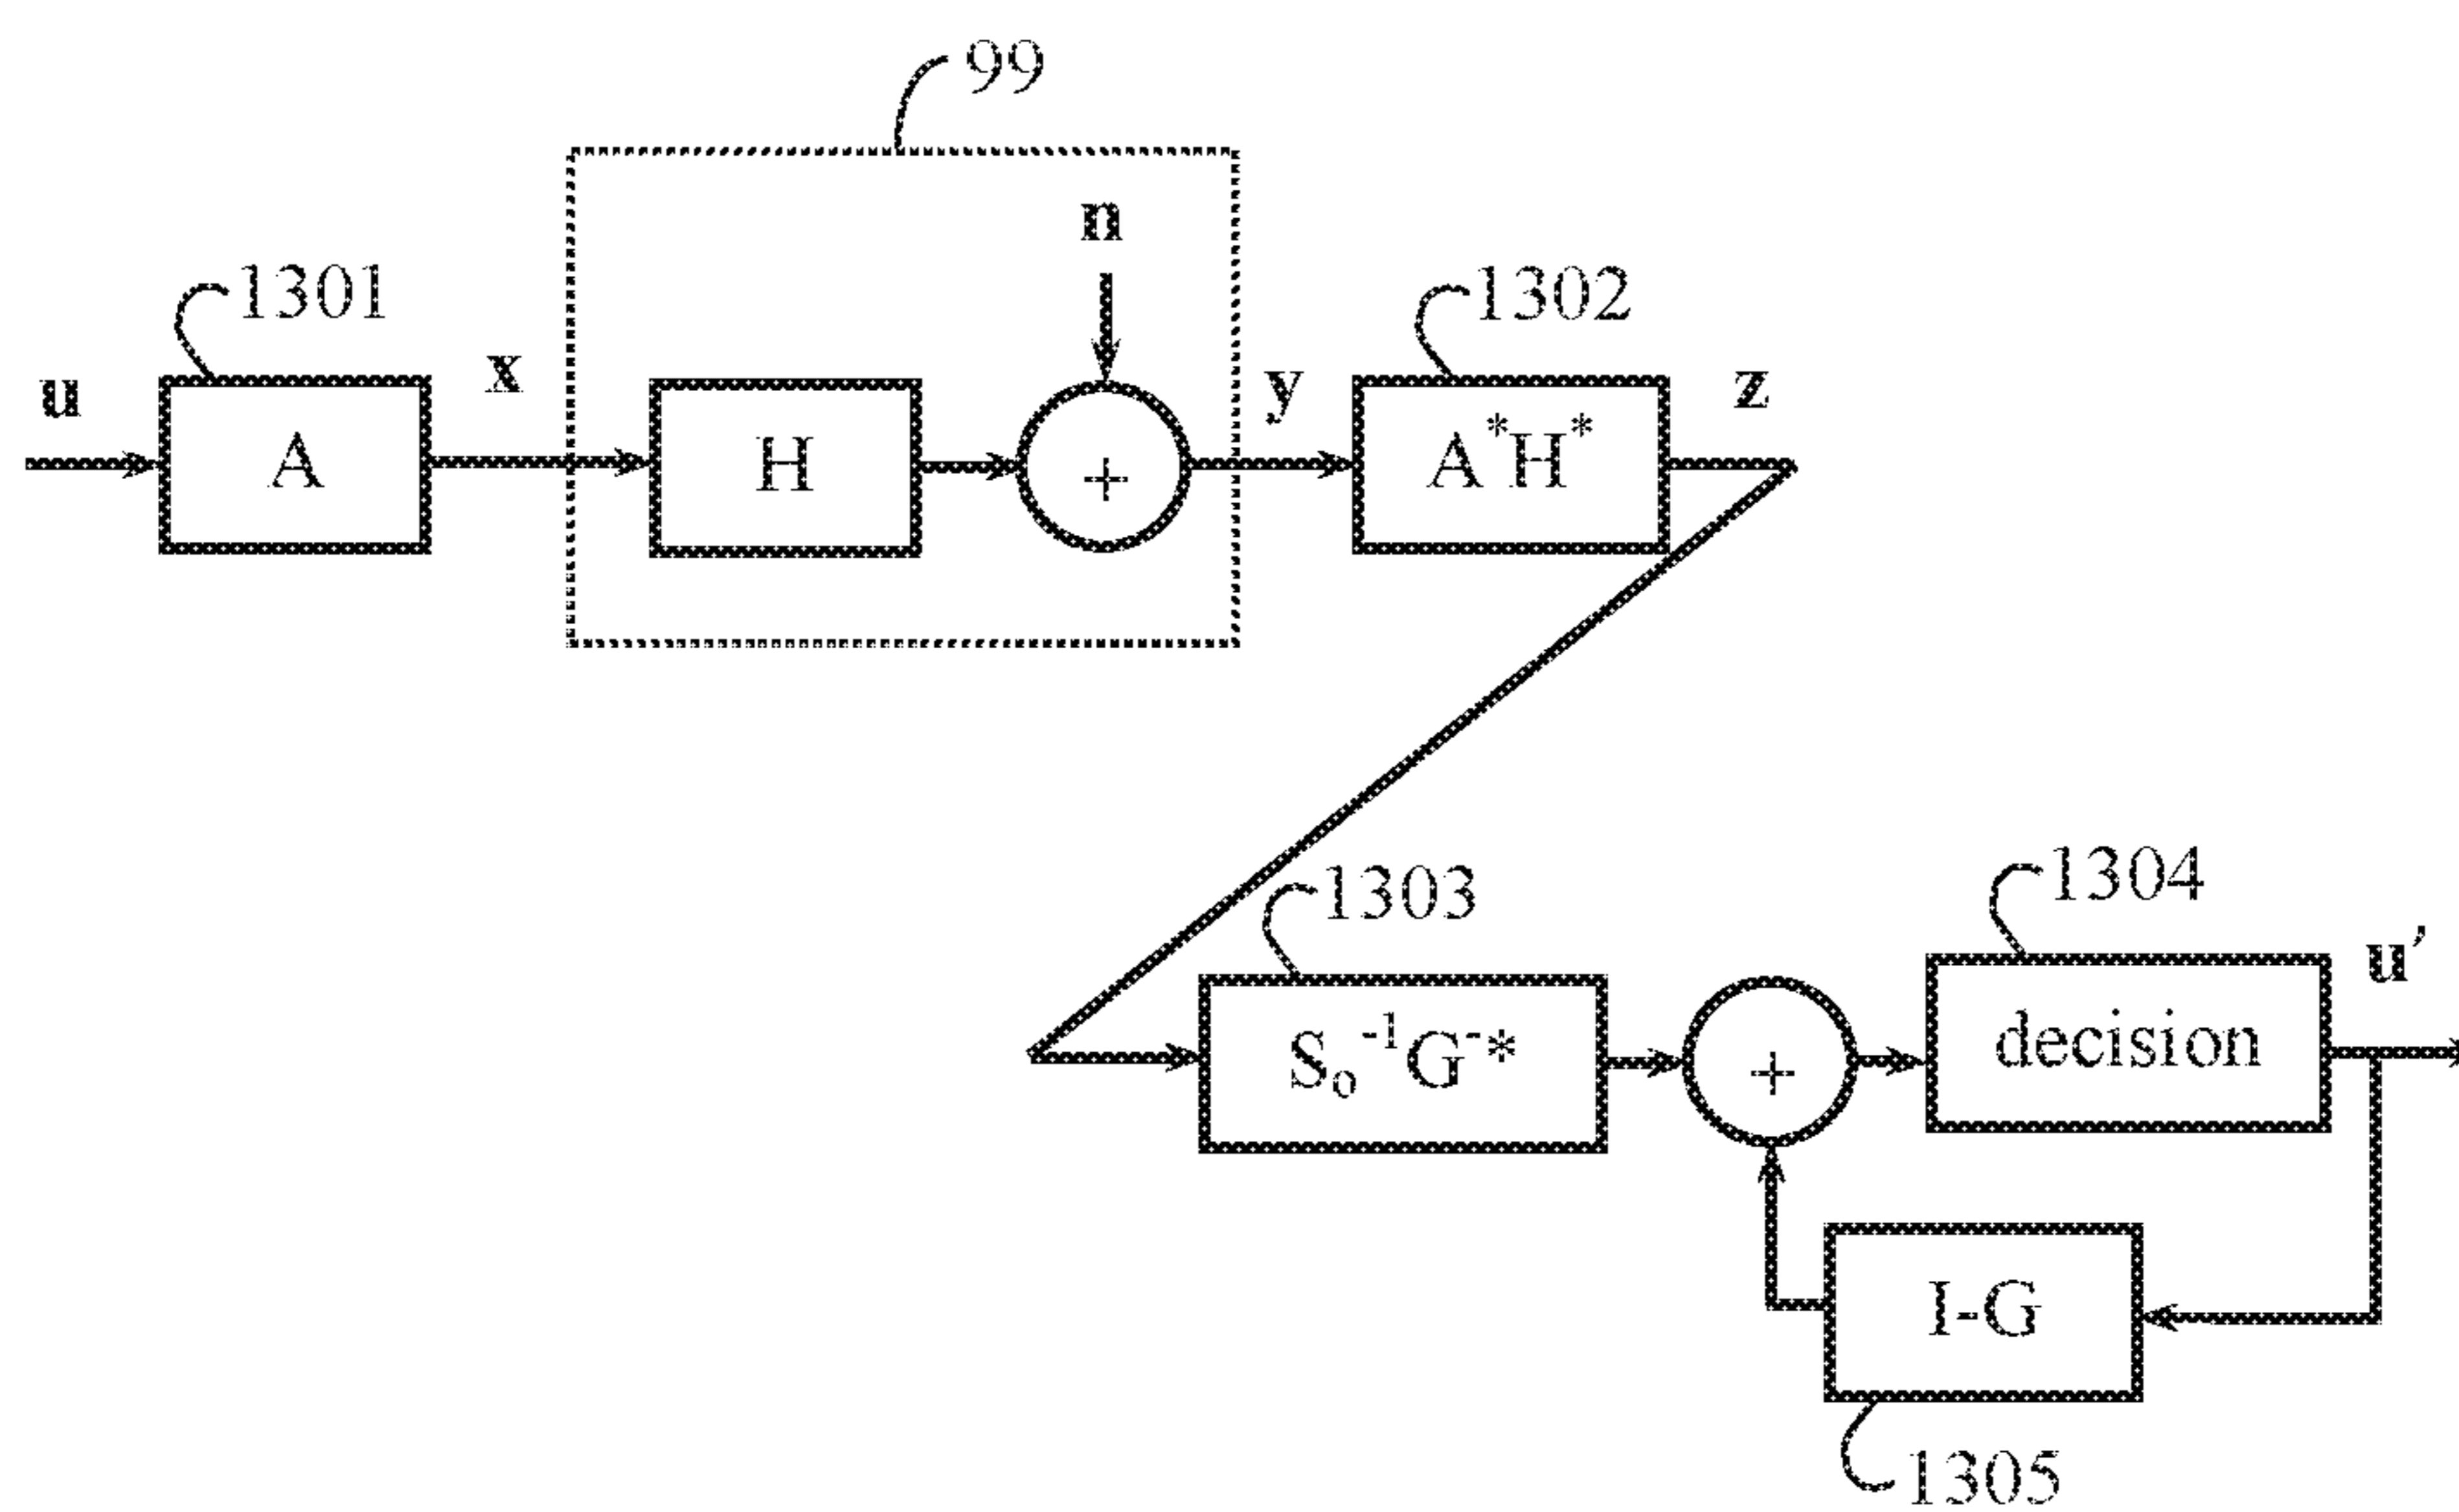 99
n
1301
1302
u
x
y
z
A
H
+
A*H*
1303
1304
u'
S₀⁻¹G⁻*
+
decision
I-G
1305